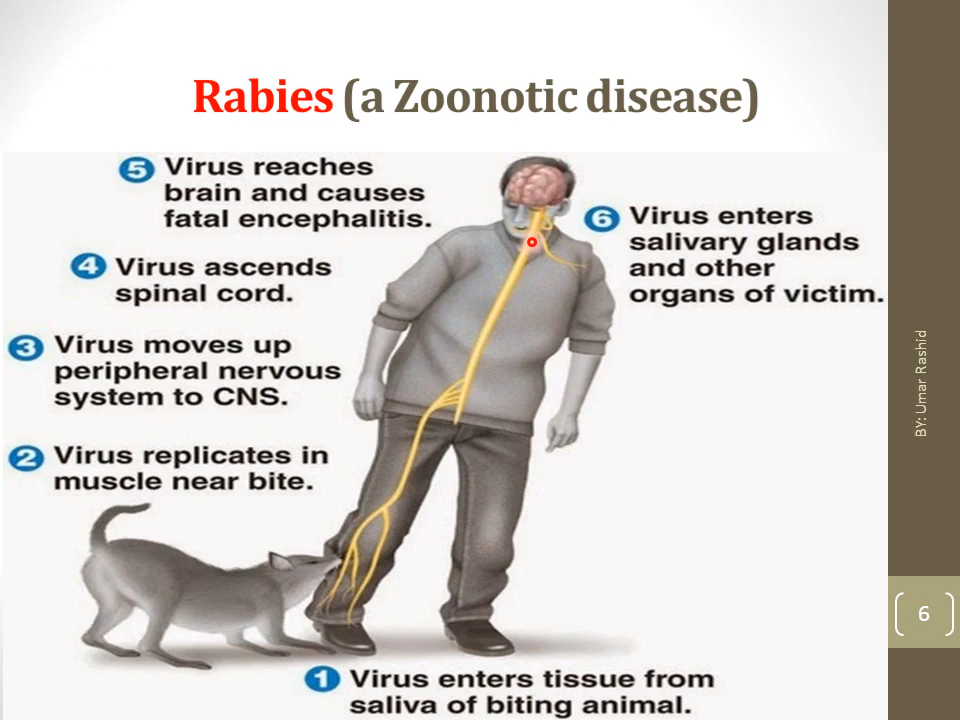 Rabies (a Zoonotic disease)
5 Virus reaches
brain and causes
fatal encephalitis.
6 Virus enters
salivary glands
and other
organs of victim.
4 Virus ascends
spinal cord.
3 Virus moves up
peripheral nervous
system to CNS.
2 Virus replicates in
muscle near bite.
1 Virus enters tissue from
saliva of biting animal.
BY: Umar Rashid
6